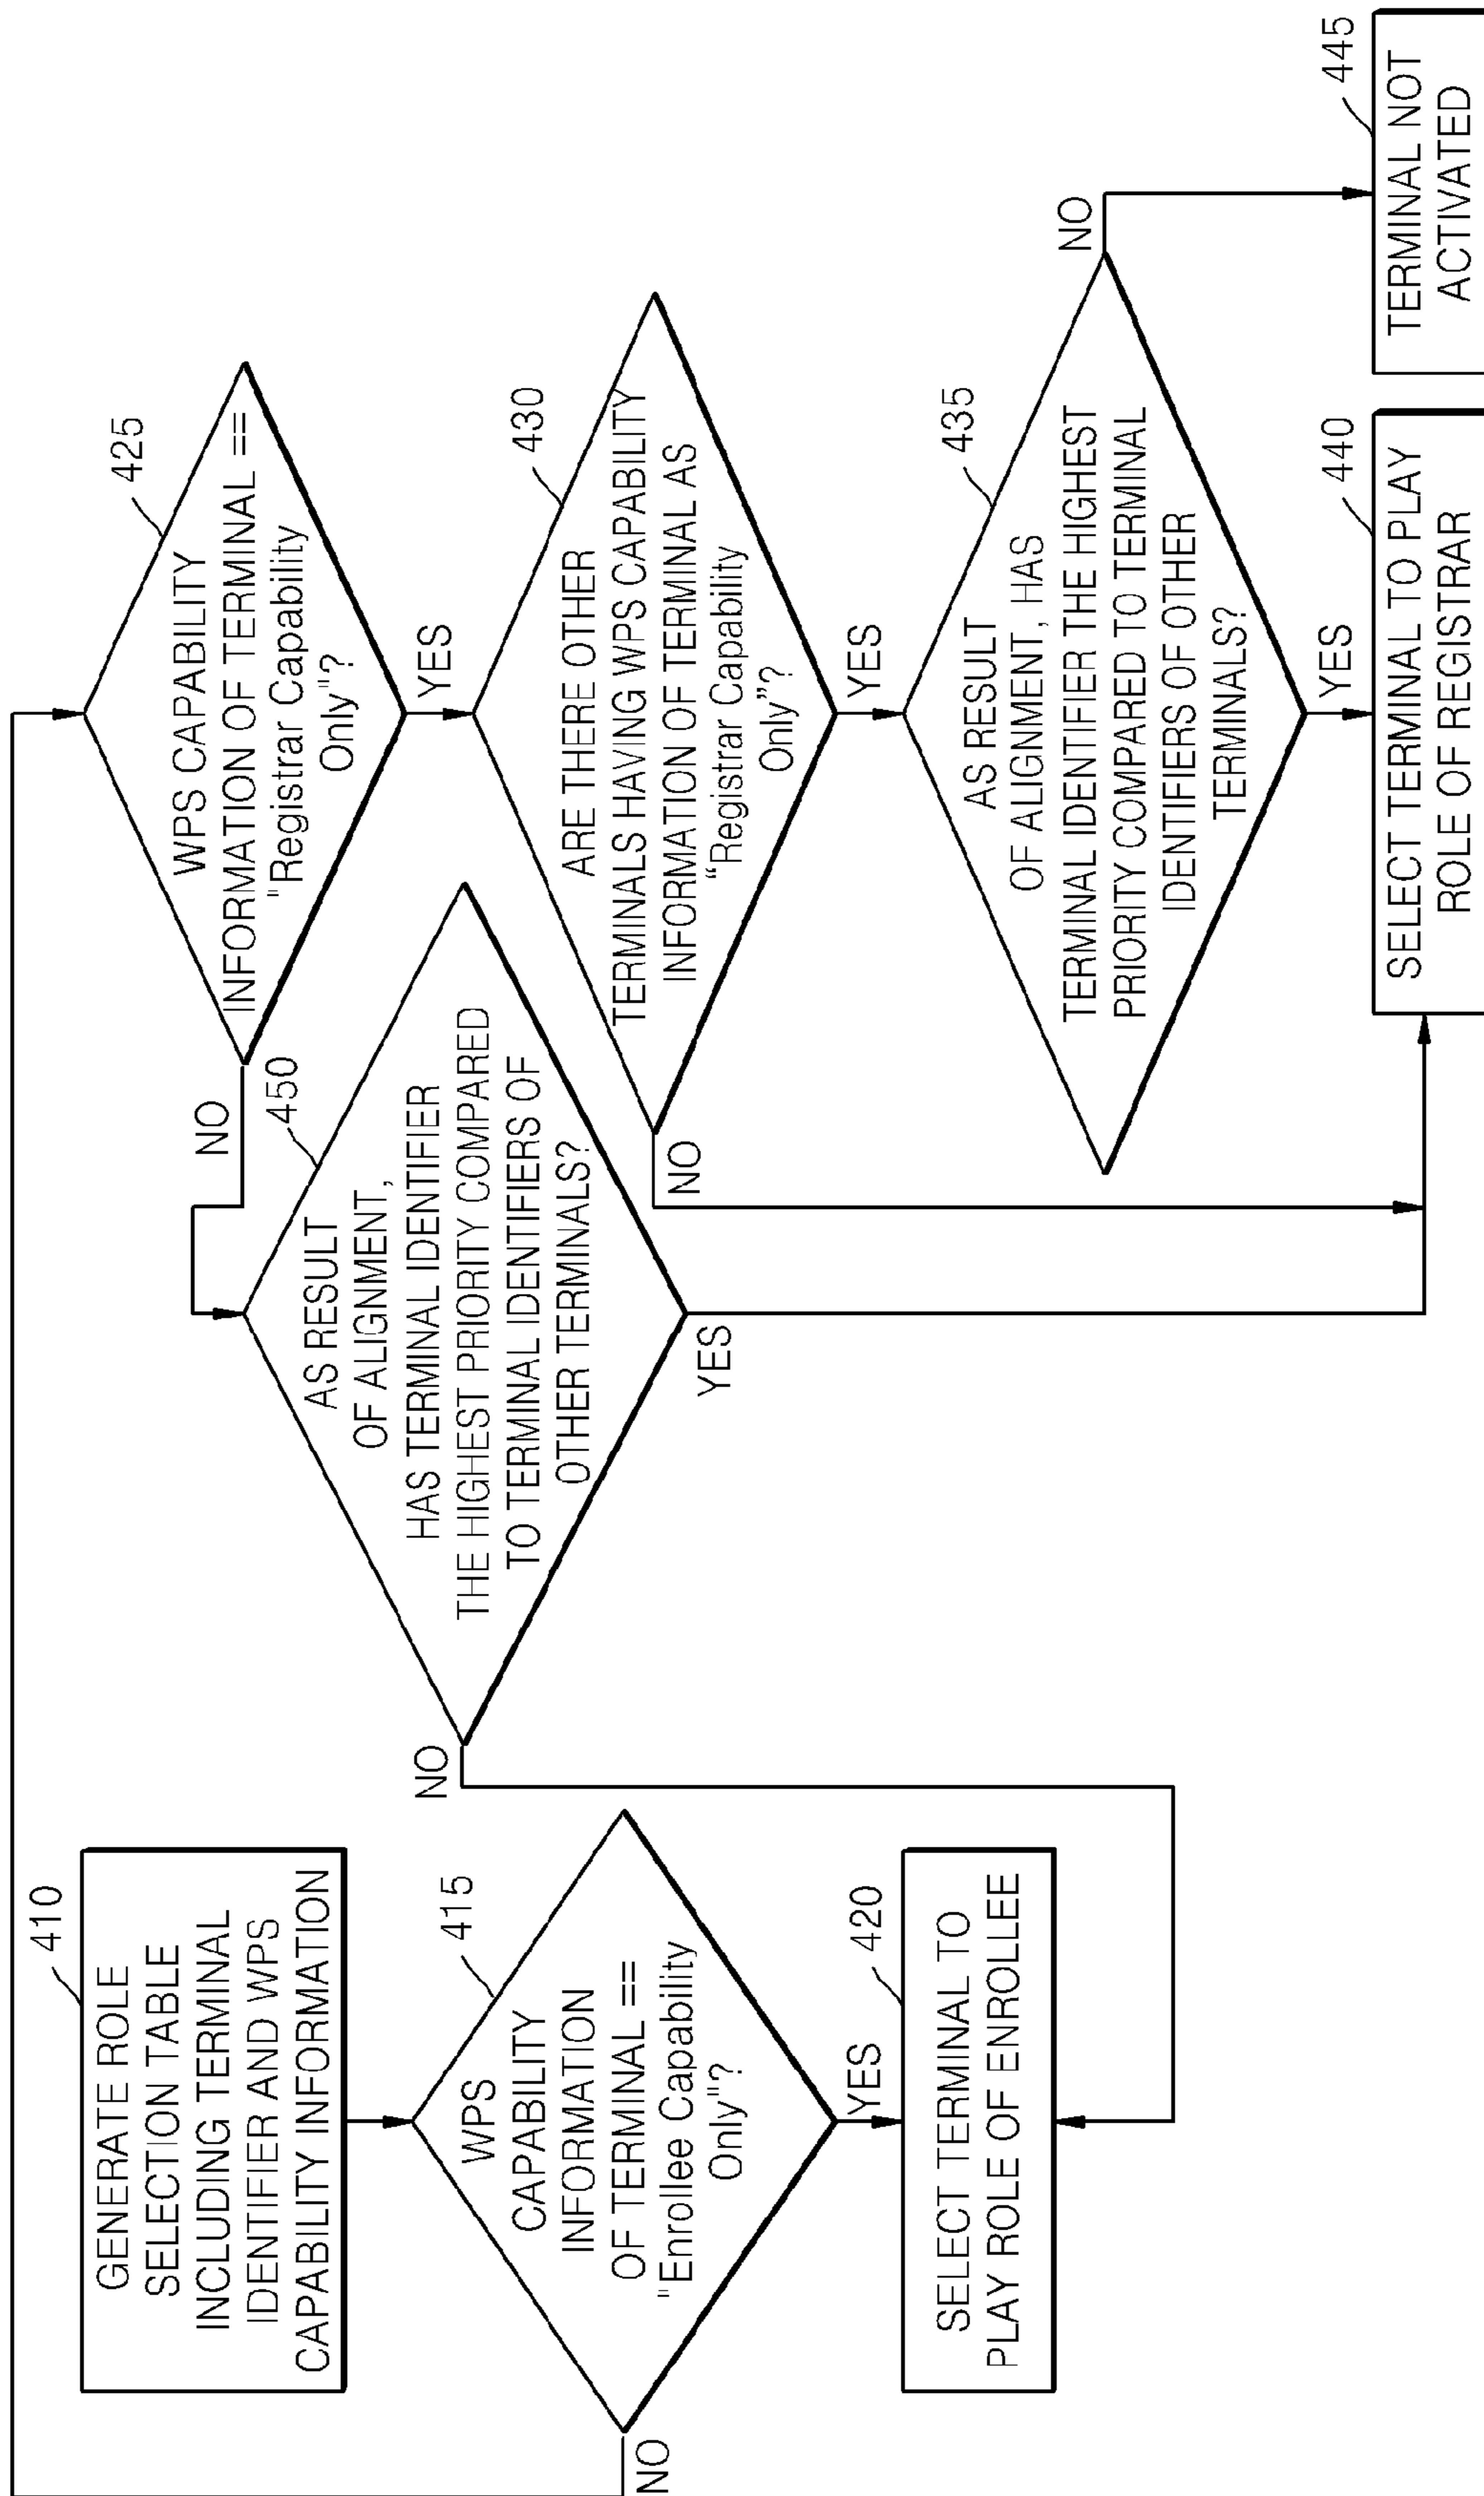 410
GENERATE ROLE
SELECTION TABLE
INCLUDING TERMINAL
IDENTIFIER AND WPS
CAPABILITY INFORMATION
415
WPS
CAPABILITY
INFORMATION
OF TERMINAL ==
"Enrollee Capability
Only"?
NO
YES
420
SELECT TERMINAL TO
PLAY ROLE OF ENROLLEE
425
WPS CAPABILITY
INFORMATION OF TERMINAL ==
"Registrar Capability
Only"?
NO
YES
450
AS RESULT
OF ALIGNMENT,
HAS TERMINAL IDENTIFIER
THE HIGHEST PRIORITY COMPARED
TO TERMINAL IDENTIFIERS OF
OTHER TERMINALS?
NO
YES
430
ARE THERE OTHER
TERMINALS HAVING WPS CAPABILITY
INFORMATION OF TERMINAL AS
“Registrar Capability
Only”?
NO
YES
435
AS RESULT
OF ALIGNMENT, HAS
TERMINAL IDENTIFIER THE HIGHEST
PRIORITY COMPARED TO TERMINAL
IDENTIFIERS OF OTHER
TERMINALS?
NO
YES
440
SELECT TERMINAL TO PLAY
ROLE OF REGISTRAR
445
TERMINAL NOT
ACTIVATED